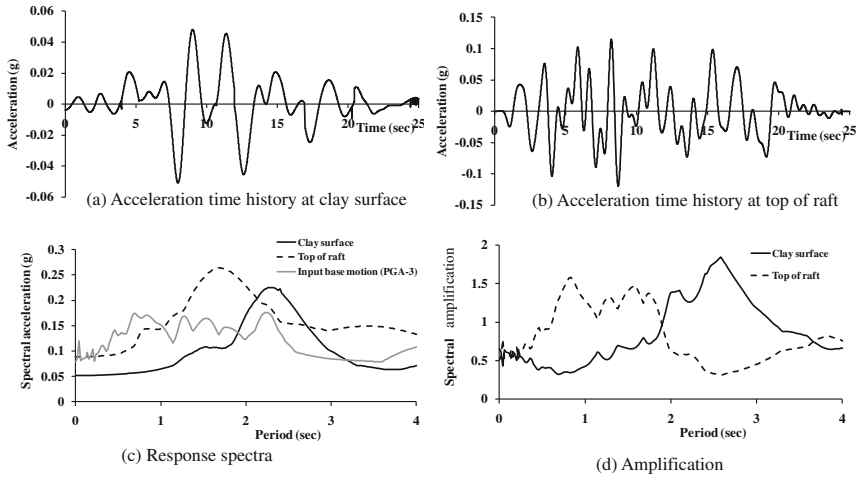 0.06
0.04
0.02
0
-0.02
-0.04
-0.06
Acceleration (g)
0
5
10
15
20
25
Time (sec)
(a) Acceleration time history at clay surface
0.15
0.10
0.05
0.00
-0.05
-0.10
-0.15
Acceleration (g)
0
5
10
15
20
25
Time (sec)
(b) Acceleration time history at top of raft
0.3
0.25
0.2
0.15
0.1
0.05
0
Spectral acceleration (g)
Clay surface
Top of raft
Input base motion (PGA-3)
0
1
2
3
4
Period (sec)
(c) Response spectra
2
1.5
1
0.5
0
Spectral amplification
Clay surface
Top of raft
0
1
2
3
4
Period (sec)
(d) Amplification